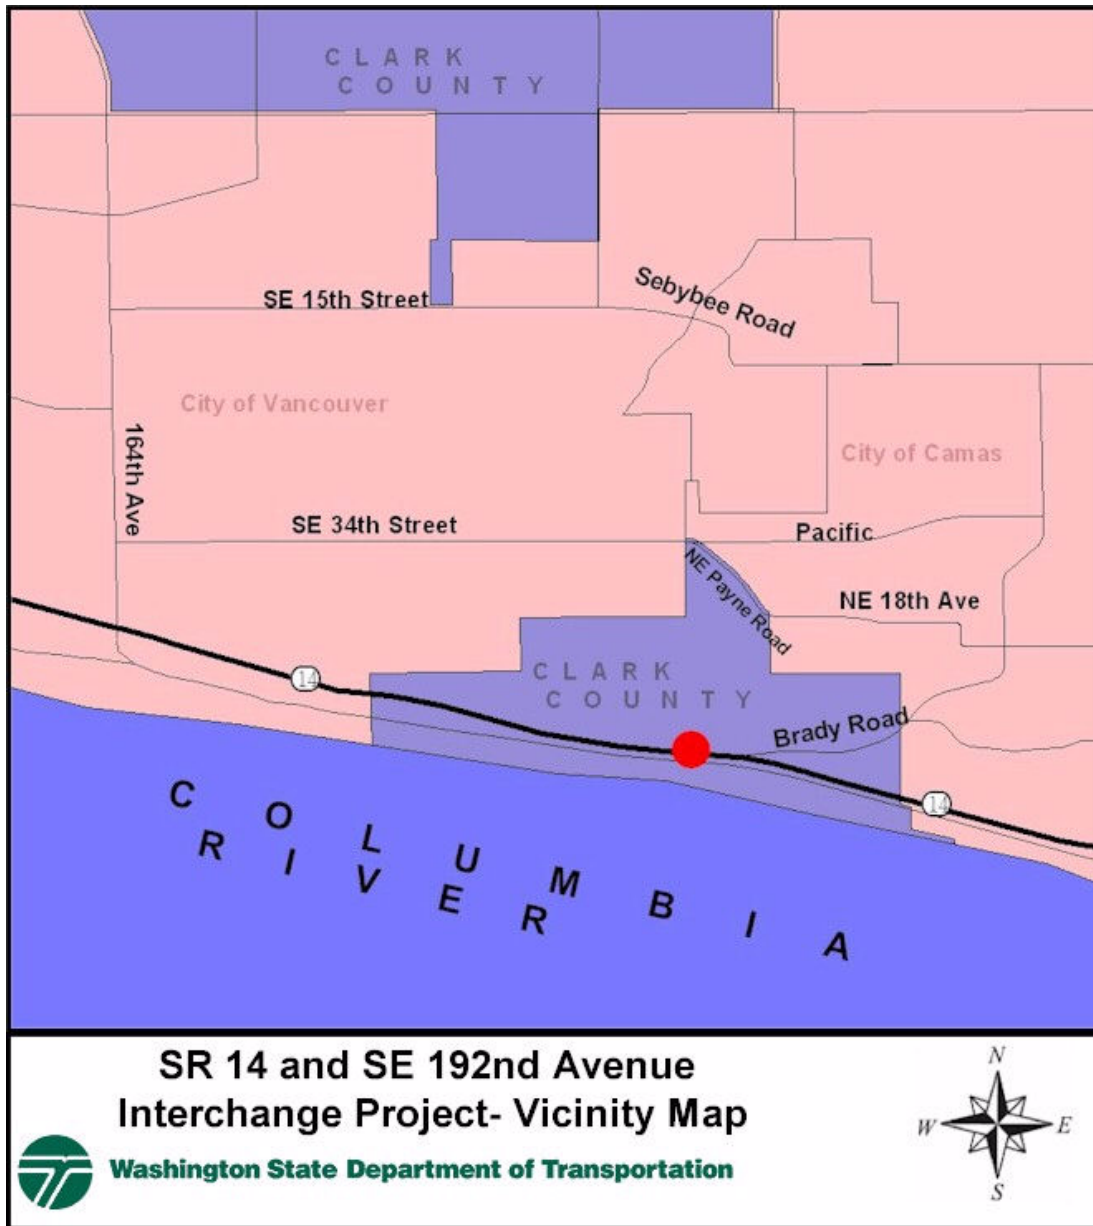 CLARK
COUNTY
SE 15th Street
Sebybee Road
City of Vancouver
164th Ave
City of Camas
SE 34th Street
Pacific
NE Payne Road
NE 18th Ave
CLARK
COUNTY
14
Brady Road
14
COLUMBIA
RIVER
SR 14 and SE 192nd Avenue
Interchange Project- Vicinity Map
Washington State Department of Transportation
N
W
E
S